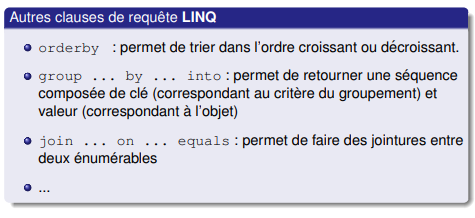 Autres clauses de requête LINQ
orderby : permet de trier dans l'ordre croissant ou décroissant.
group ... by ... into : permet de retourner une séquence
composée de clé (correspondant au critère du groupement) et
valeur (correspondant à l'objet)
join ... on ... equals : permet de faire des jointures entre
deux énumérables
...